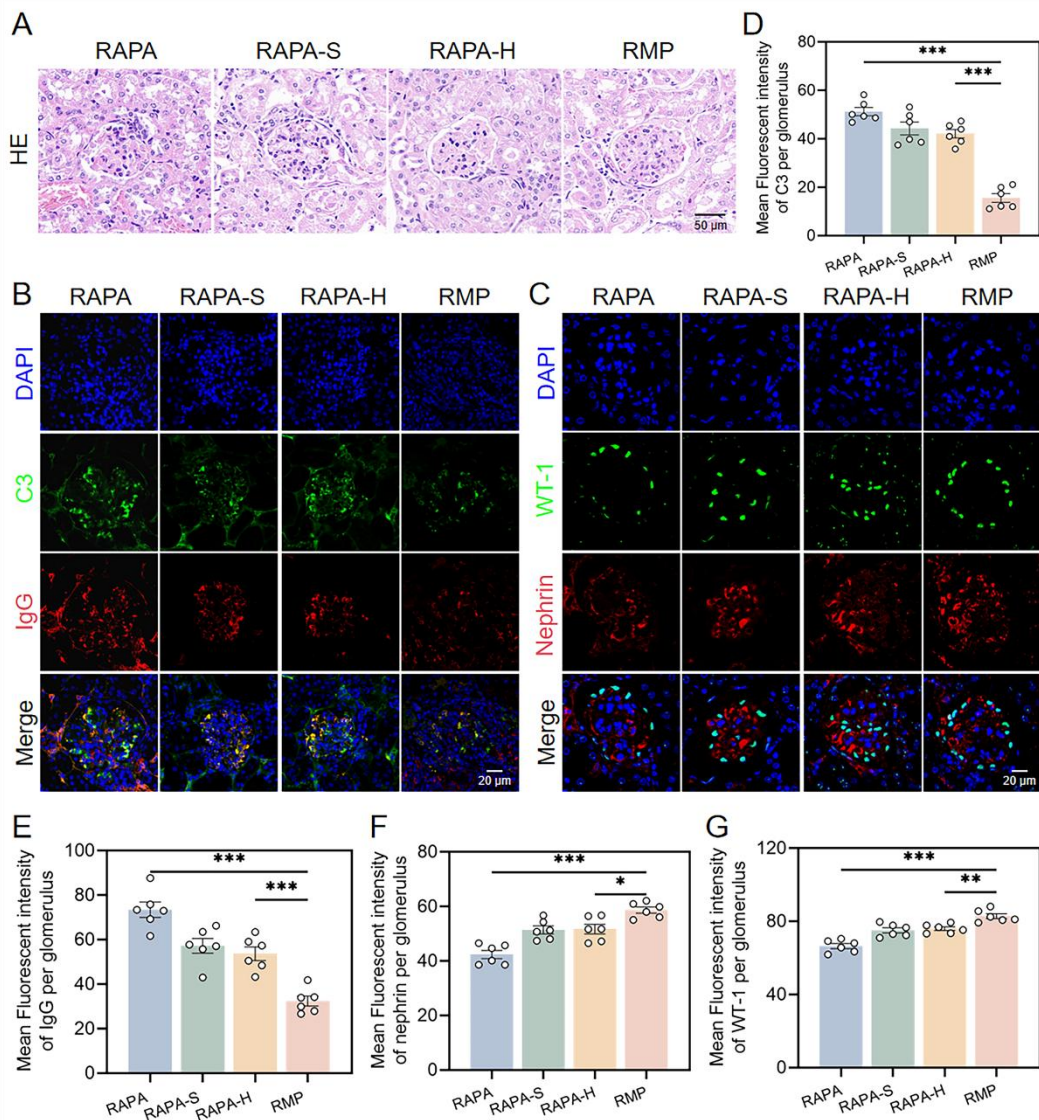 A
RAPA RAPA-S RAPA-H RMP
HE
50 µm
D
Mean Fluorescent intensity
of C3 per glomerulus
80
60
40
20
0
***
***
RAPA RAPA-S RAPA-H RMP
B
RAPA RAPA-S RAPA-H RMP
DAPI
C3
IgG
Merge
20 µm
C
RAPA RAPA-S RAPA-H RMP
DAPI
WT-1
Nephrin
Merge
20 µm
E
Mean Fluorescent intensity
of IgG per glomerulus
100
80
60
40
20
0
***
***
RAPA RAPA-S RAPA-H RMP
F
Mean Fluorescent intensity
of nephrin per glomerulus
80
60
40
20
0
***
*
RAPA RAPA-S RAPA-H RMP
G
Mean Fluorescent intensity
of WT-1 per glomerulus
120
80
40
0
***
**
RAPA RAPA-S RAPA-H RMP